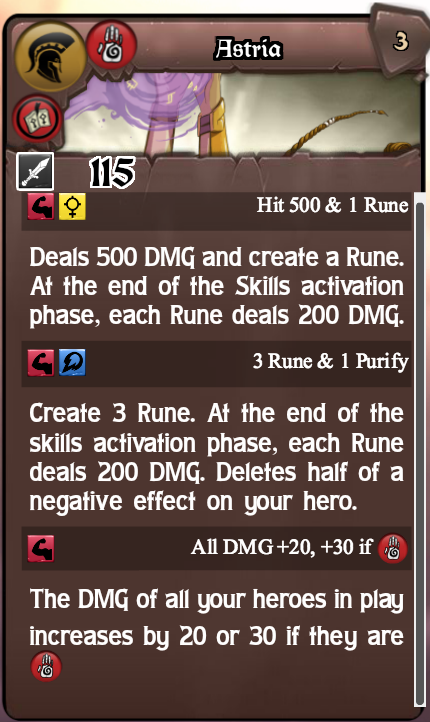 Astria
3
115
Hit 500 & 1 Rune
Deals 500 DMG and create a Rune.
At the end of the Skills activation
phase, each Rune deals 200 DMG.
3 Rune & 1 Purify
Create 3 Rune. At the end of the
skills activation phase, each Rune
deals 200 DMG. Deletes half of a
negative effect on your hero.
All DMG +20, +30 if
The DMG of all your heroes in play
increases by 20 or 30 if they are